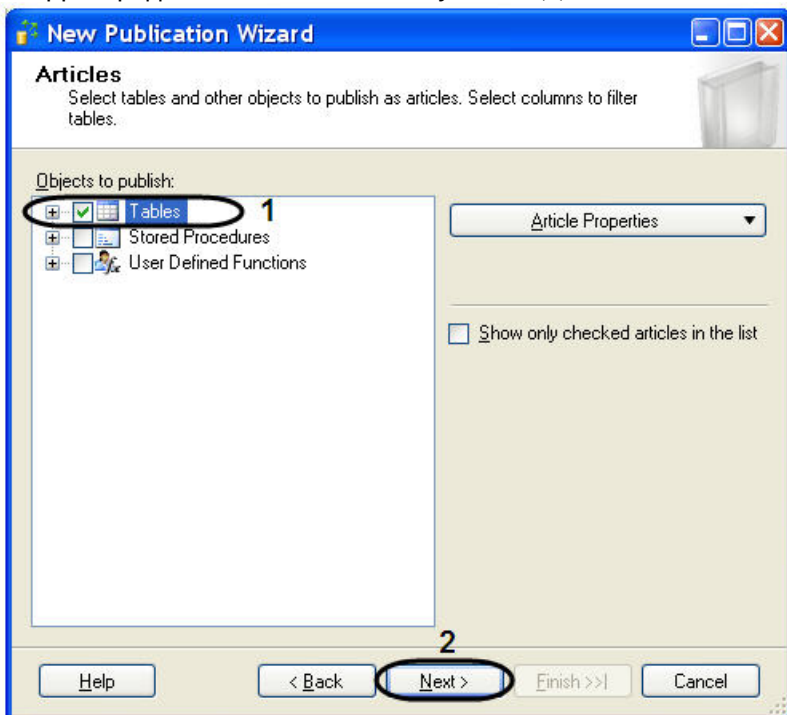 New Publication Wizard
Articles
Select tables and other objects to publish as articles. Select columns to filter
tables.
Objects to publish:
Tables
1
Stored Procedures
User Defined Functions
Article Properties
Show only checked articles in the list
2
Help
< Back
Next >
Finish >>|
Cancel